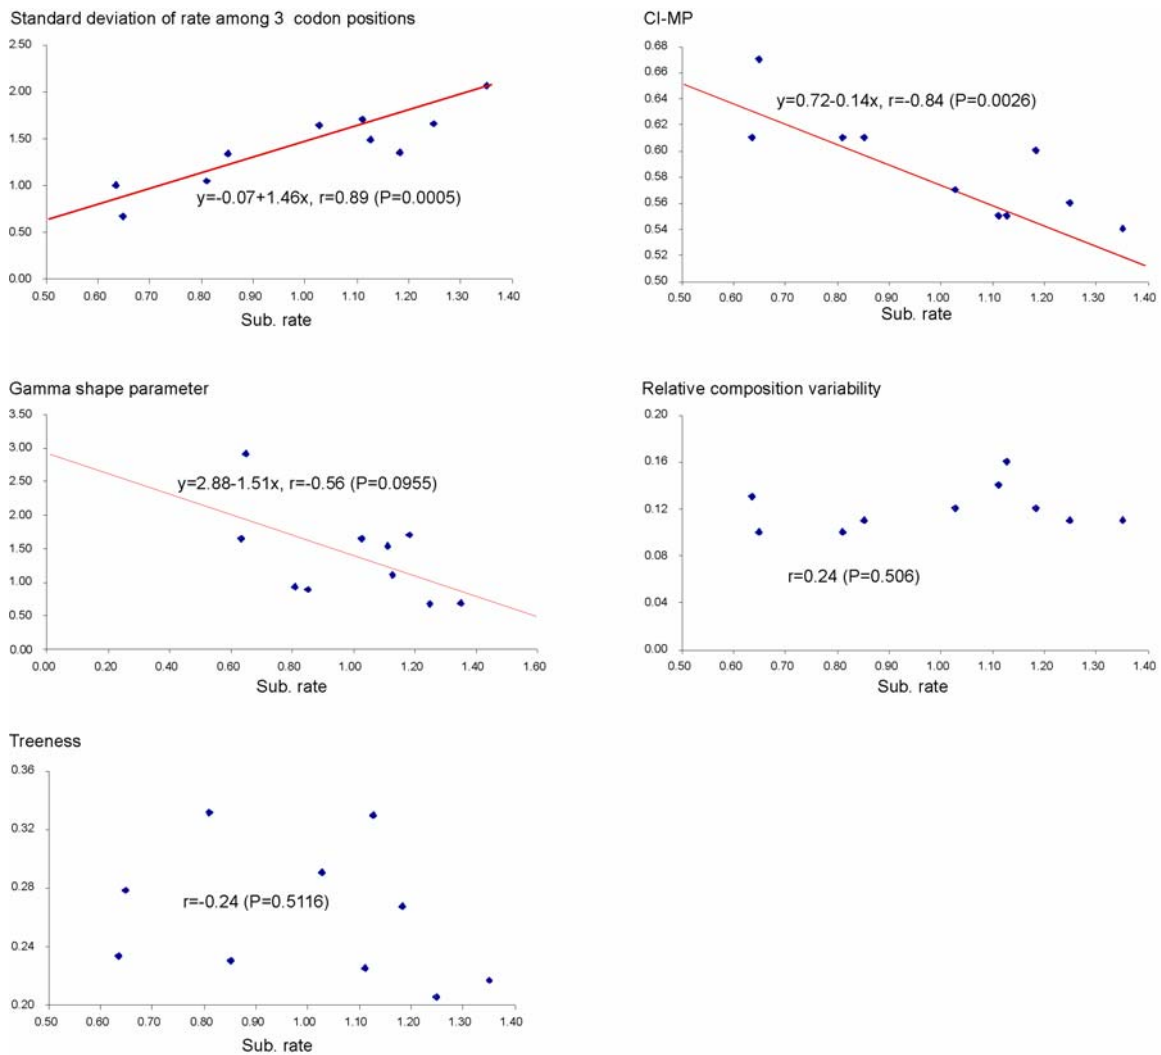 Standard deviation of rate among 3 codon positions
2.50
2.00
1.50
1.00
0.50
0.00
y=-0.07+1.46x, r=0.89 (P=0.0005)
0.50 0.60 0.70 0.80 0.90 1.00 1.10 1.20 1.30 1.40
Sub. rate
CI-MP
0.68
0.66
0.64
0.62
0.60
0.58
0.56
0.54
0.52
0.50
y=0.72-0.14x, r=-0.84 (P=0.0026)
0.50 0.60 0.70 0.80 0.90 1.00 1.10 1.20 1.30 1.40
Sub. rate
Gamma shape parameter
3.50
3.00
2.50
2.00
1.50
1.00
0.50
0.00
y=2.88-1.51x, r=-0.56 (P=0.0955)
0.00 0.20 0.40 0.60 0.80 1.00 1.20 1.40 1.60
Sub. rate
Relative composition variability
0.20
0.16
0.12
0.08
0.04
0.00
r=0.24 (P=0.506)
0.50 0.60 0.70 0.80 0.90 1.00 1.10 1.20 1.30 1.40
Sub. rate
Treeness
0.36
0.32
0.28
0.24
0.20
r=-0.24 (P=0.5116)
0.50 0.60 0.70 0.80 0.90 1.00 1.10 1.20 1.30 1.40
Sub. rate